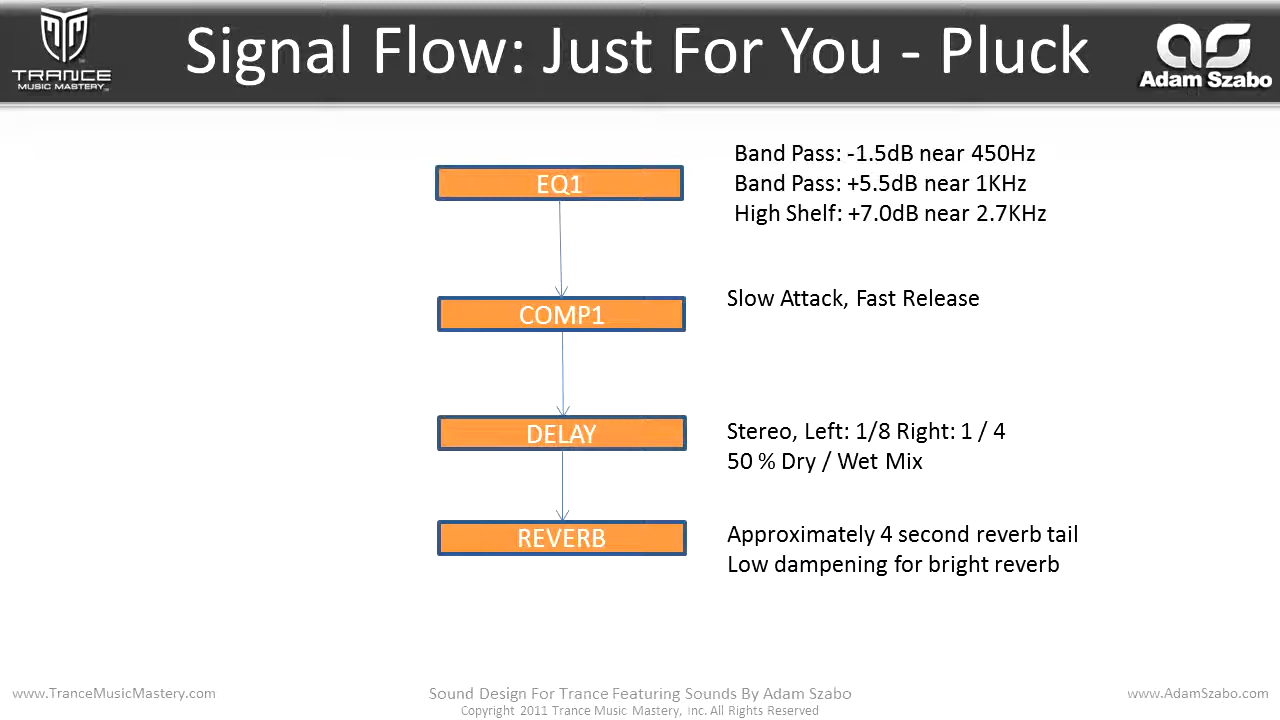 TRANCE
MUSIC MASTERY™
Signal Flow: Just For You - Pluck
Adam Szabo
EQ1
Band Pass: -1.5dB near 450Hz
Band Pass: +5.5dB near 1KHz
High Shelf: +7.0dB near 2.7KHz
COMP1
Slow Attack, Fast Release
DELAY
Stereo, Left: 1/8 Right: 1 / 4
50 % Dry / Wet Mix
REVERB
Approximately 4 second reverb tail
Low dampening for bright reverb
www.TranceMusicMastery.com
Sound Design For Trance Featuring Sounds By Adam Szabo
Copyright 2011 Trance Music Mastery, Inc. All Rights Reserved
www.AdamSzabo.com